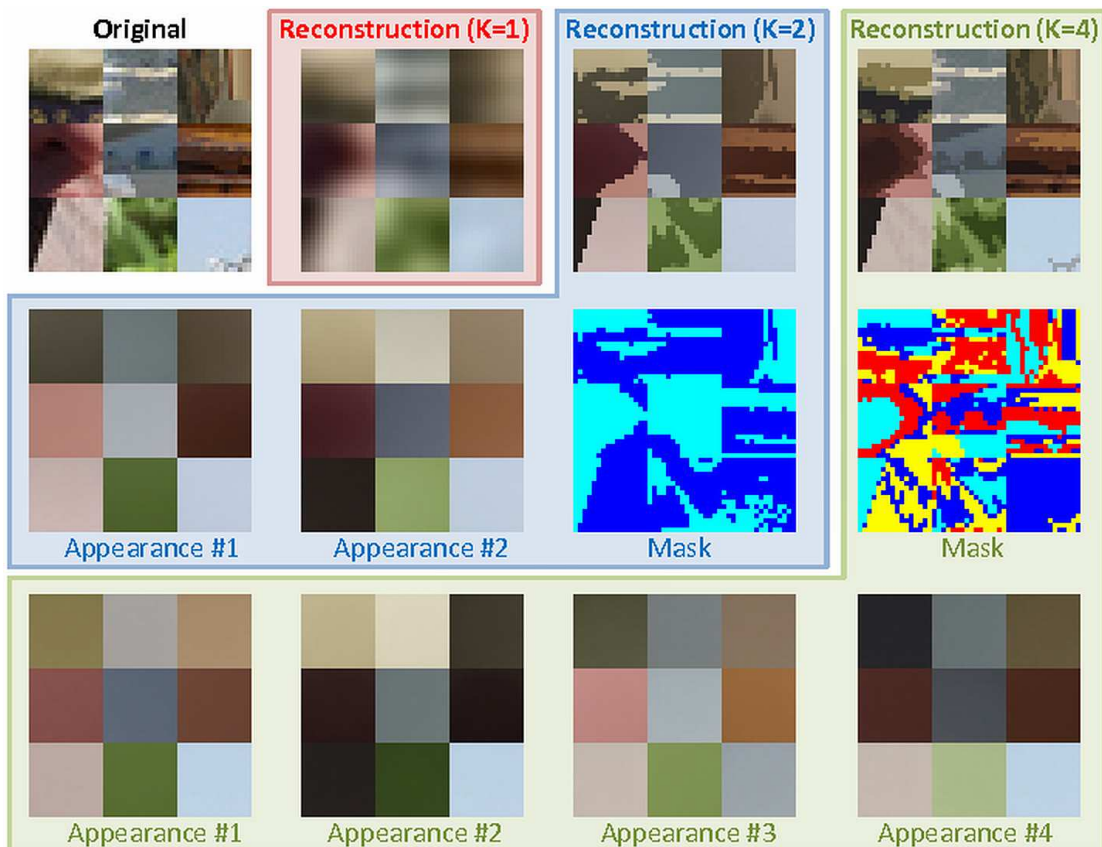 Original
Reconstruction (K=1)
Reconstruction (K=2)
Reconstruction (K=4)
Appearance #1
Appearance #2
Mask
Mask
Appearance #1
Appearance #2
Appearance #3
Appearance #4